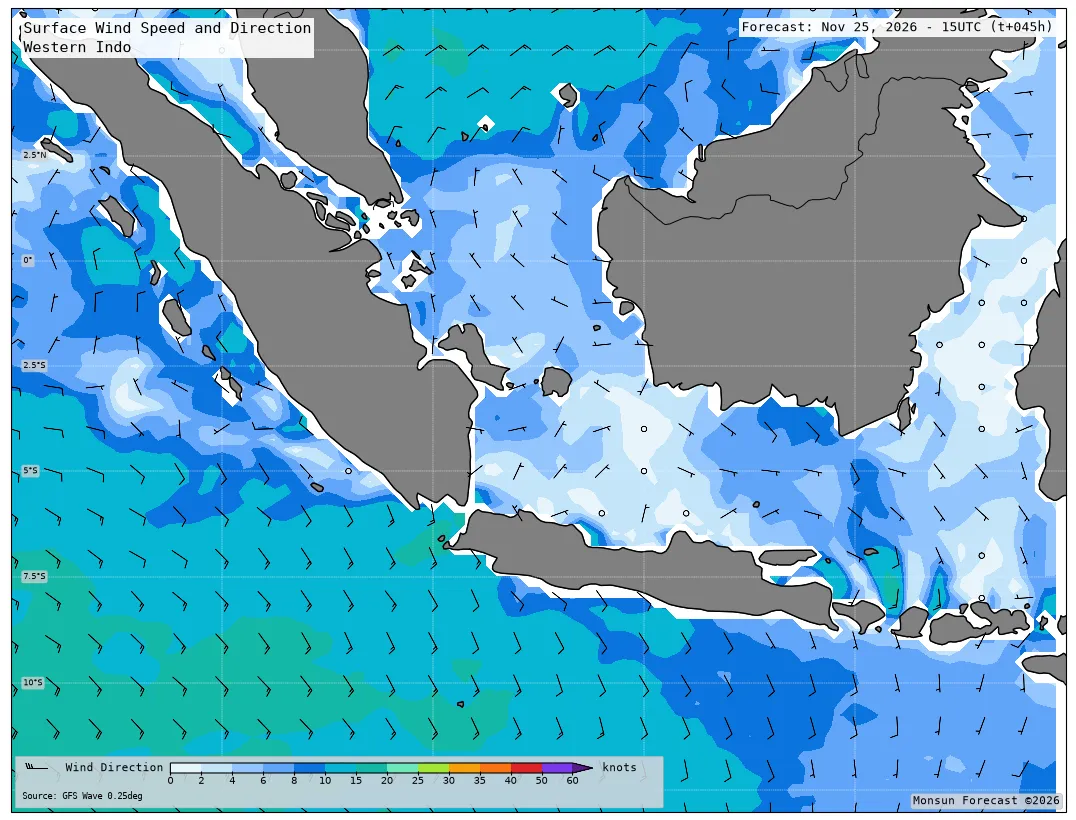 Surface Wind Speed and Direction
Western Indo
Forecast: Nov 25, 2026 - 15UTC (t+045h)
2.5°N
0°
2.5°S
5°S
7.5°S
10°S
Wind Direction
0 2 4 6 8 10 15 20 25 30 35 40 50 60
knots
Source: GFS Wave 0.25deg
Monsun Forecast ©2026